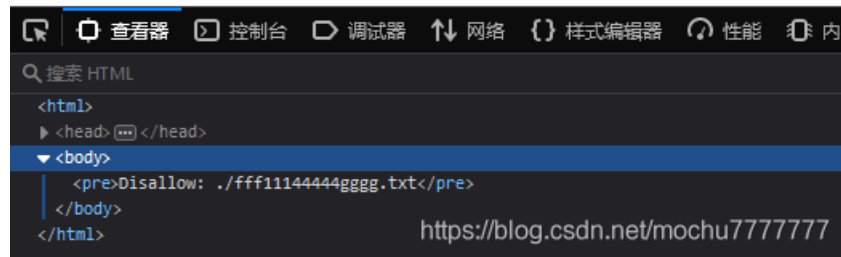 查看器 控制台 调试器 网络 {} 样式编辑器 性能 内
搜索 HTML
<html>
<head>⋯</head>
<body>
<pre>Disallow: ./fff11144444gggg.txt</pre>
</body>
</html>
https://blog.csdn.net/mochu7777777